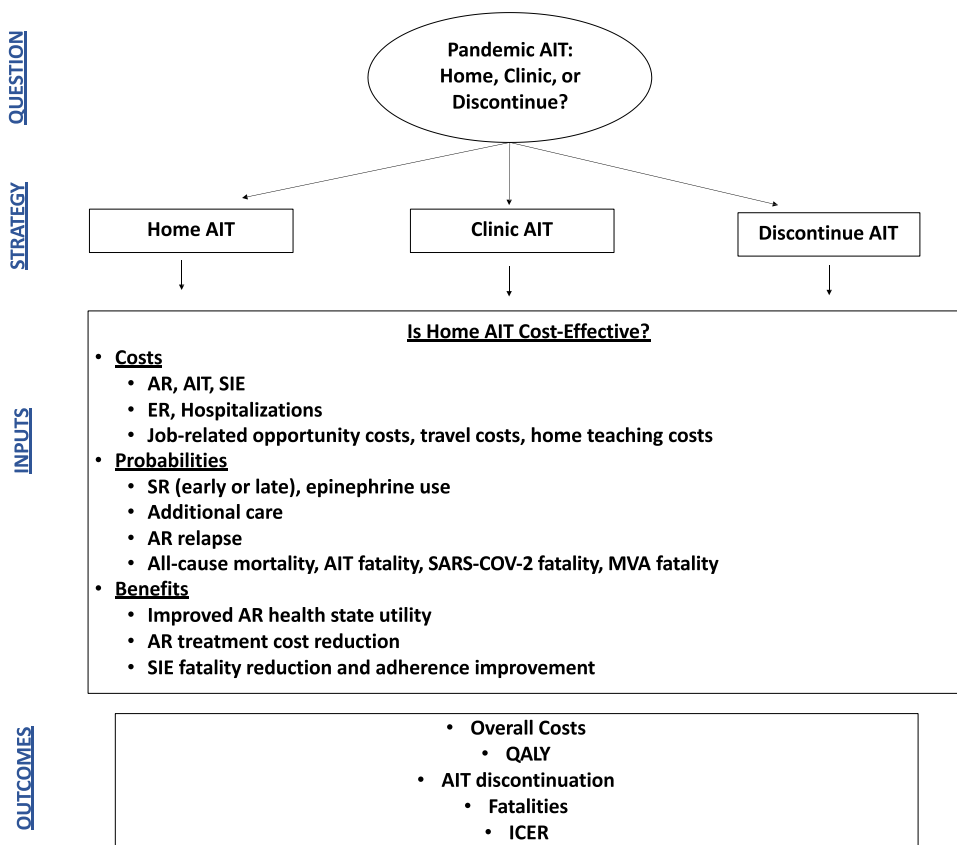 QUESTION
Pandemic AIT:
Home, Clinic, or
Discontinue?
STRATEGY
Home AIT
Clinic AIT
Discontinue AIT
INPUTS
Is Home AIT Cost-Effective?
• Costs
• AR, AIT, SIE
• ER, Hospitalizations
• Job-related opportunity costs, travel costs, home teaching costs
• Probabilities
• SR (early or late), epinephrine use
• Additional care
• AR relapse
• All-cause mortality, AIT fatality, SARS-COV-2 fatality, MVA fatality
• Benefits
• Improved AR health state utility
• AR treatment cost reduction
• SIE fatality reduction and adherence improvement
OUTCOMES
• Overall Costs
• QALY
• AIT discontinuation
• Fatalities
• ICER